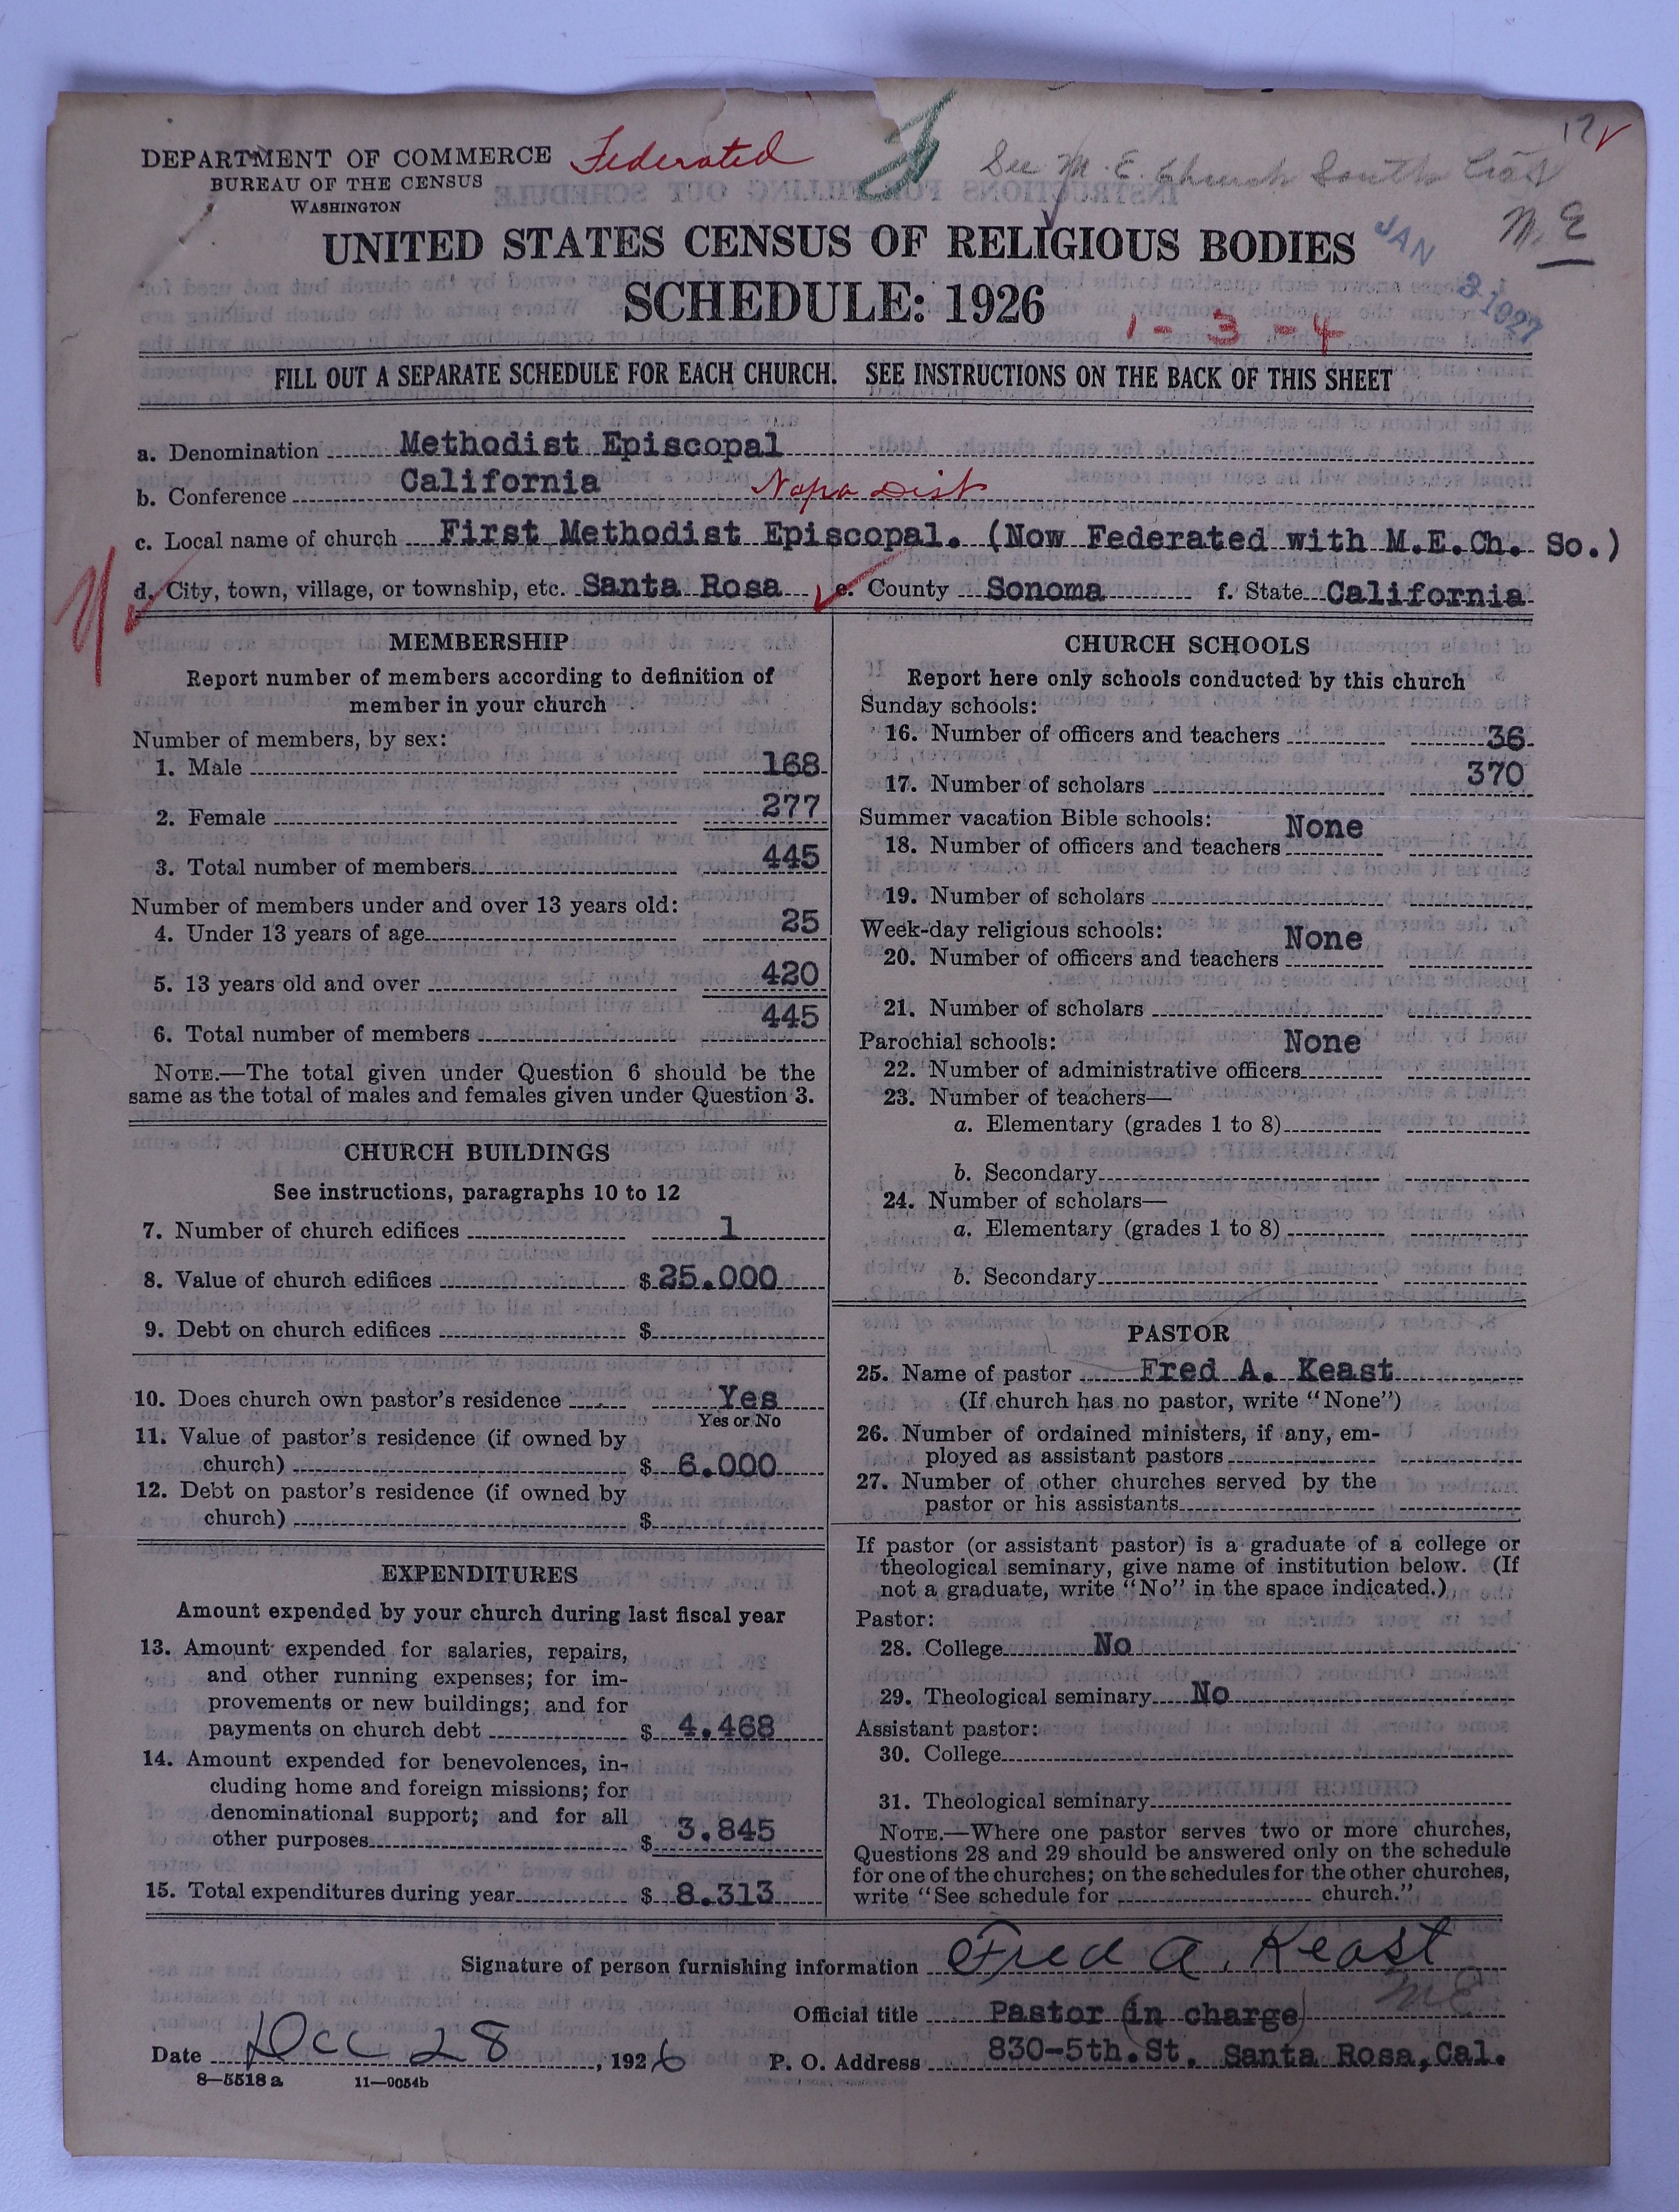 DEPARTMENT OF COMMERCE
BUREAU OF THE CENSUS
WASHINGTON
Federated
See M. E. Church South
17
M. E
JAN 3 1927
UNITED STATES CENSUS OF RELIGIOUS BODIES
SCHEDULE: 1926
1-3-4
FILL OUT A SEPARATE SCHEDULE FOR EACH CHURCH. SEE INSTRUCTIONS ON THE BACK OF THIS SHEET
a. Denomination Methodist Episcopal
b. Conference California Napa Dist
c. Local name of church First Methodist Episcopal. (Now Federated with M.E.Ch. So.)
d. City, town, village, or township, etc. Santa Rosa e. County Sonoma f. State California
MEMBERSHIP
Report number of members according to definition of
member in your church
Number of members, by sex:
1. Male 168
2. Female 277
3. Total number of members 445
Number of members under and over 13 years old:
4. Under 13 years of age 25
5. 13 years old and over 420
6. Total number of members 445
NOTE.—The total given under Question 6 should be the
same as the total of males and females given under Question 3.
CHURCH BUILDINGS
See instructions, paragraphs 10 to 12
7. Number of church edifices 1
8. Value of church edifices $25.000
9. Debt on church edifices $
10. Does church own pastor's residence Yes
Yes or No
11. Value of pastor's residence (if owned by
church) $ 6.000
12. Debt on pastor's residence (if owned by
church) $
EXPENDITURES
Amount expended by your church during last fiscal year
13. Amount expended for salaries, repairs,
and other running expenses; for im-
provements or new buildings; and for
payments on church debt $ 4.468
14. Amount expended for benevolences, in-
cluding home and foreign missions; for
denominational support; and for all
other purposes $ 3.845
15. Total expenditures during year $ 8.313
CHURCH SCHOOLS
Report here only schools conducted by this church
Sunday schools:
16. Number of officers and teachers 36
17. Number of scholars 370
Summer vacation Bible schools: None
18. Number of officers and teachers
19. Number of scholars
Week-day religious schools: None
20. Number of officers and teachers
21. Number of scholars
Parochial schools: None
22. Number of administrative officers
23. Number of teachers—
a. Elementary (grades 1 to 8)
b. Secondary
24. Number of scholars—
a. Elementary (grades 1 to 8)
b. Secondary
PASTOR
25. Name of pastor Fred A. Keast
(If church has no pastor, write "None")
26. Number of ordained ministers, if any, em-
ployed as assistant pastors
27. Number of other churches served by the
pastor or his assistants
If pastor (or assistant pastor) is a graduate of a college or
theological seminary, give name of institution below. (If
not a graduate, write "No" in the space indicated.)
Pastor:
28. College No
29. Theological seminary No
Assistant pastor:
30. College
31. Theological seminary
NOTE.—Where one pastor serves two or more churches,
Questions 28 and 29 should be answered only on the schedule
for one of the churches; on the schedules for the other churches,
write "See schedule for church."
Signature of person furnishing information Fred A. Keast
Official title Pastor (in charge) M E
Date Dec 28, 1926 P. O. Address 830-5th. St. Santa Rosa, Cal.
8—5518 a 11—9054b